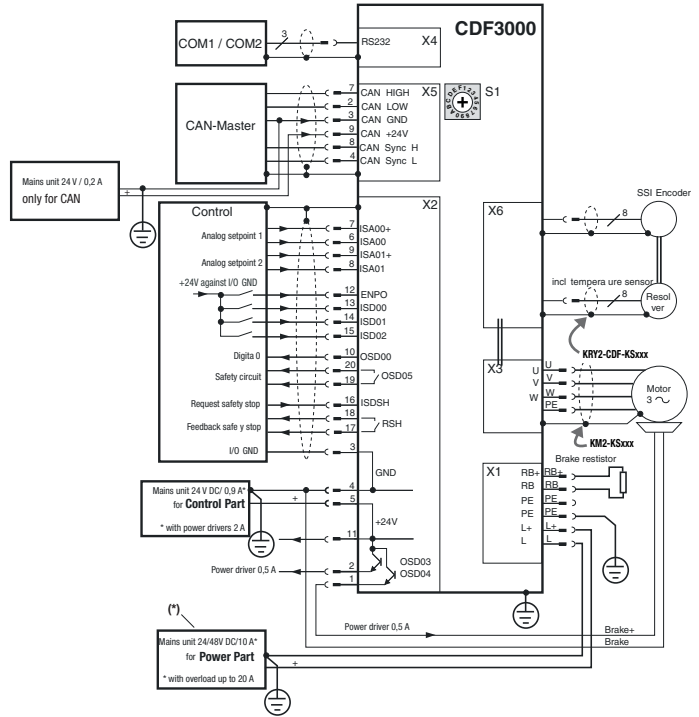 CDF3000
COM1 / COM2
3
RS232
X4
CAN-Master
7 CAN HIGH
2 CAN LOW
3 CAN GND
9 CAN +24V
8 CAN Sync H
4 CAN Sync L
X5
S1
Mains unit 24 V / 0,2 A
only for CAN
+
Control
X2
Analog setpoint 1
7 ISA00+
6 ISA00
Analog setpoint 2
9 ISA01+
8 ISA01
+24V against I/O GND
12 ENPO
13 ISD00
14 ISD01
15 ISD02
Digita 0
10 OSD00
Safety circuit
20
19
OSD05
Request safety stop
16 ISDSH
Feedback safe y stop
18
17
RSH
I/O GND
3
GND
Mains unit 24 V DC/ 0,9 A*
for Control Part
* with power drivers 2 A
+
4
5
+24V
11
Power driver 0,5 A
2
1
OSD03
OSD04
(*)
Mains unit 24/48V DC/10 A*
for Power Part
* with overload up to 20 A
+
Power driver 0,5 A
Brake+
Brake
X6
SSI Encoder
8
incl tempera ure sensor
8
Resol
ver
KRY2-CDF-KSxxx
X3
U U
V V
W W
PE
Motor
3
KM2-KSxxx
X1
Brake restistor
RB+ RB+
RB RB
PE PE
PE PE
L+ L+
L L